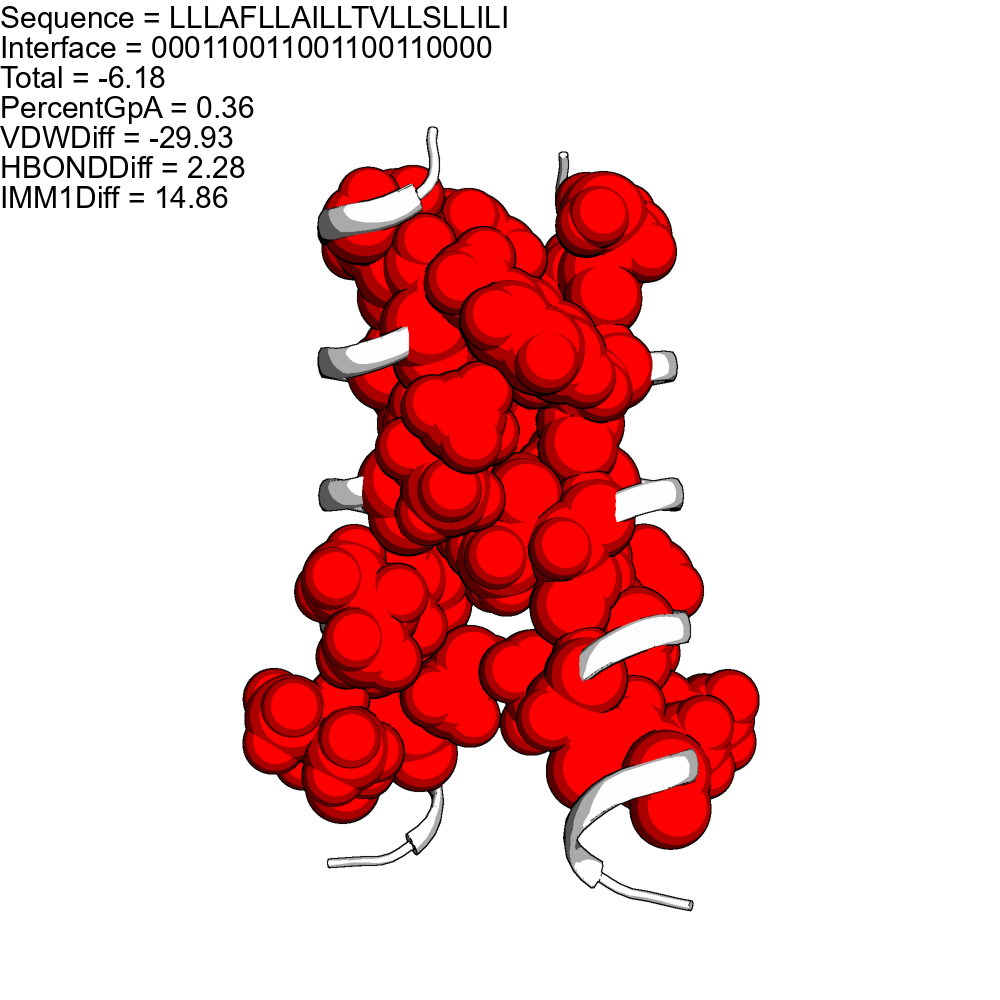 Sequence = LLLAFLLAILLTVLLSLLILI
Interface = 000110011001100110000
Total = -6.18
PercentGpA = 0.36
VDWDiff = -29.93
HBONDDiff = 2.28
IMM1Diff = 14.86